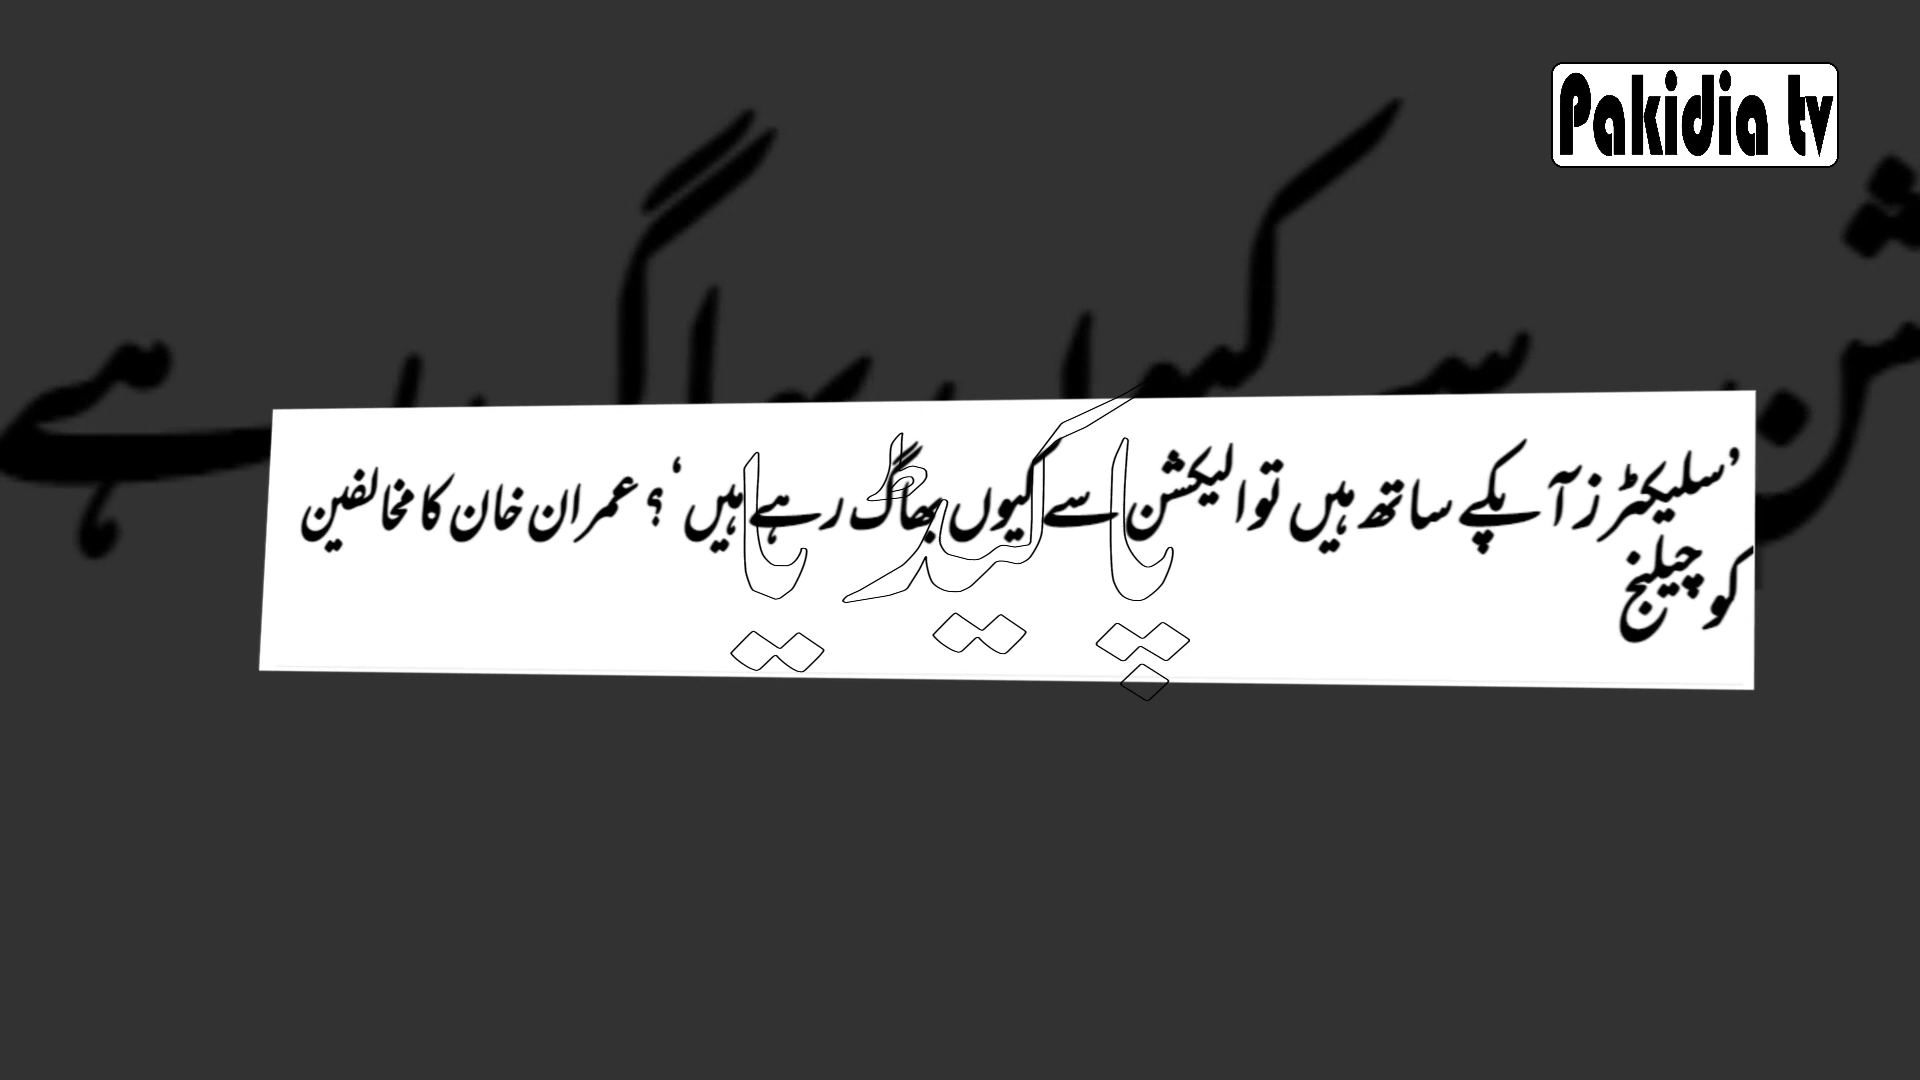 Pakidia tv
’سلیکٹرز آپکے ساتھ ہیں تو الیکشن سے کیوں بھاگ رہے ہیں‘؟ عمران خان کا مخالفین
کو چیلنج
پاکیڈیا